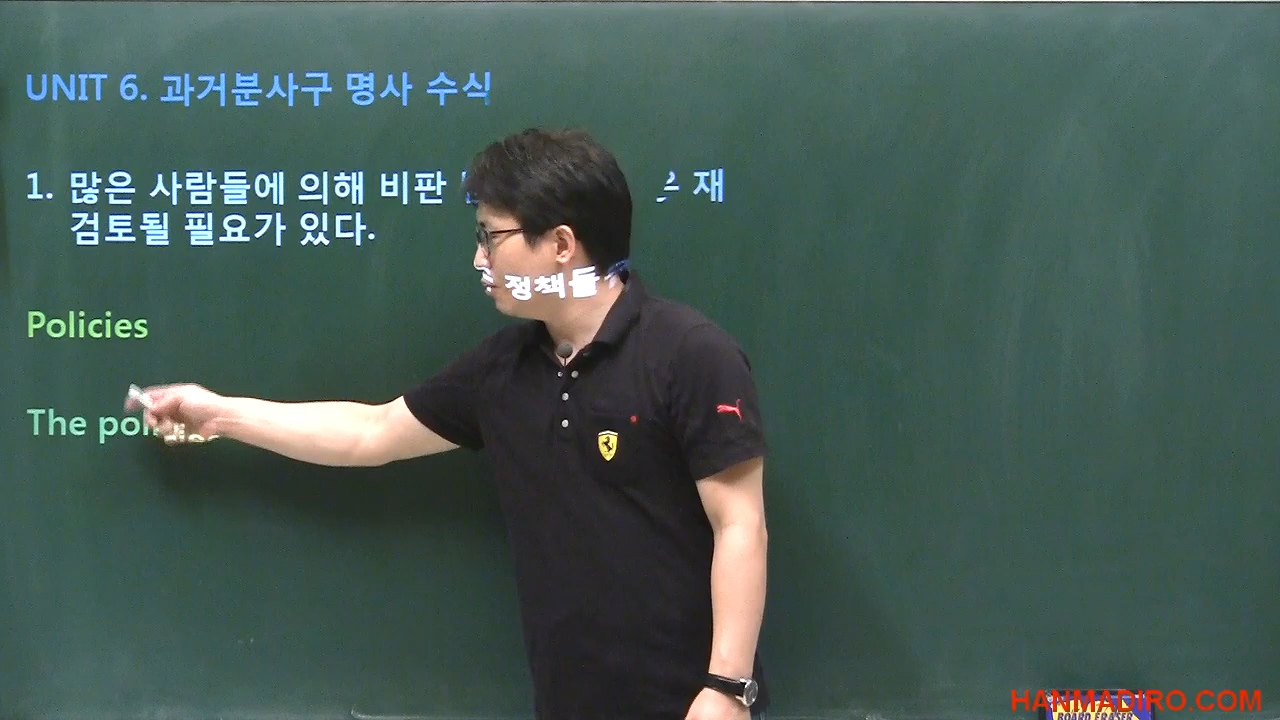 UNIT 6. 과거분사구 명사 수식
1. 많은 사람들에 의해 비판 재
검토될 필요가 있다.
정책들
Policies
The
HANMADIRO.COM
BOARD ERASER